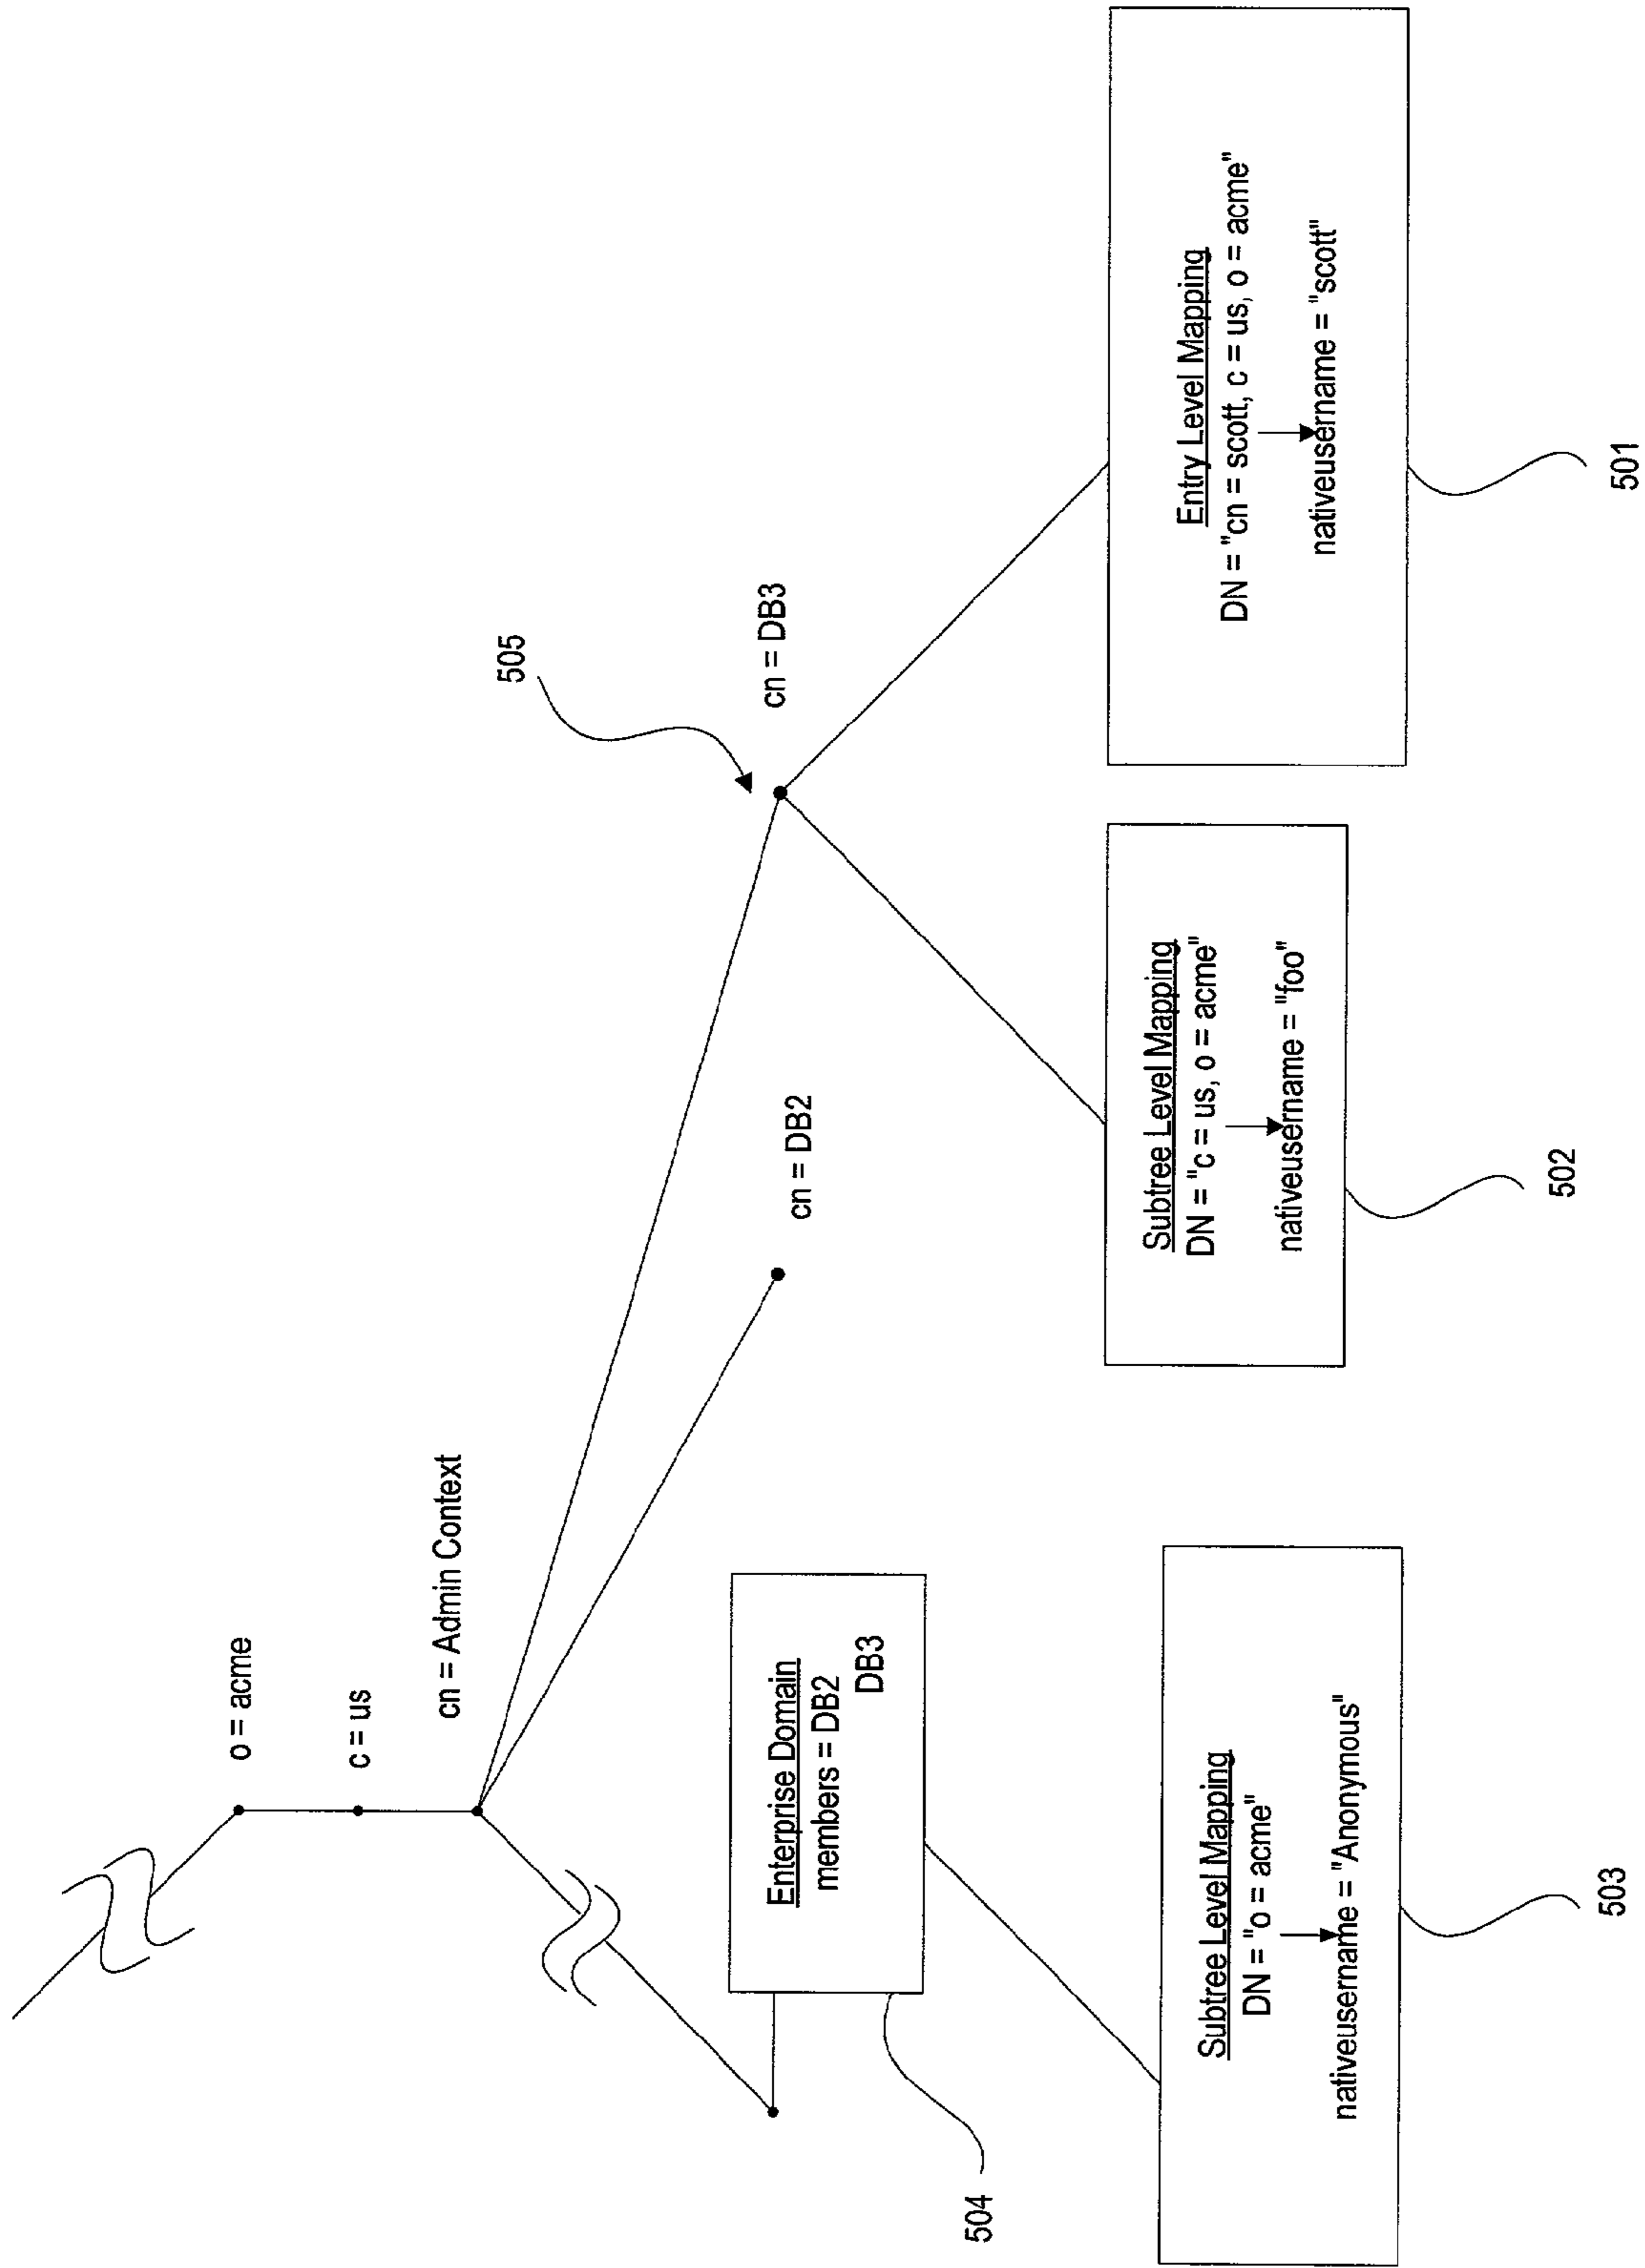 o = acme
c = us
cn = Admin Context
505
cn = DB3
cn = DB2
Enterprise Domain
members = DB2
DB3
504
Subtree Level Mapping
DN = "o = acme"
nativeusername = "Anonymous"
503
Subtree Level Mapping
DN = "c = us, o = acme"
nativeusername = "foo"
502
Entry Level Mapping
DN = "cn = scott, c = us, o = acme"
nativeusername = "scott"
501